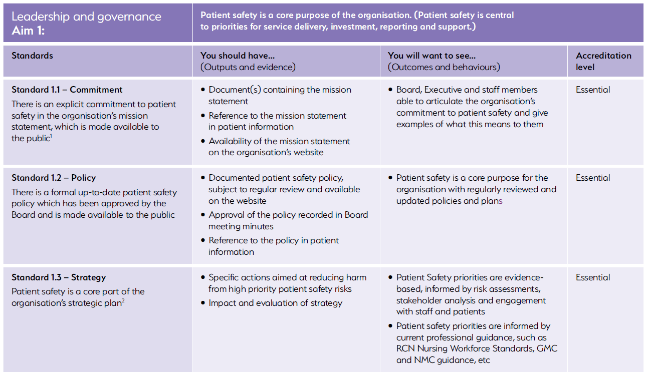 Leadership and governance
Aim 1:
Patient safety is a core purpose of the organisation. (Patient safety is central
to priorities for service delivery, investment, reporting and support.)
Standards
You should have...
(Outputs and evidence)
You will want to see...
(Outcomes and behaviours)
Accreditation
level
Standard 1.1 – Commitment
There is an explicit commitment to patient
safety in the organisation's mission
statement, which is made available to
the public¹
• Document(s) containing the mission
statement
• Reference to the mission statement
in patient information
• Availability of the mission statement
on the organisation's website
• Board, Executive and staff members
able to articulate the organisation's
commitment to patient safety and give
examples of what this means to them
Essential
Standard 1.2 – Policy
There is a formal up-to-date patient safety
policy which has been approved by the
Board and is made available to the public
• Documented patient safety policy,
subject to regular review and available
on the website
• Approval of the policy recorded in Board
meeting minutes
• Reference to the policy in patient
information
• Patient safety is a core purpose for the
organisation with regularly reviewed and
updated policies and plans
Essential
Standard 1.3 – Strategy
Patient safety is a core part of the
organisation's strategic plan²
• Specific actions aimed at reducing harm
from high priority patient safety risks
• Impact and evaluation of strategy
• Patient Safety priorities are evidence-
based, informed by risk assessments,
stakeholder analysis and engagement
with staff and patients
• Patient safety priorities are informed by
current professional guidance, such as
RCN Nursing Workforce Standards, GMC
and NMC guidance, etc
Essential